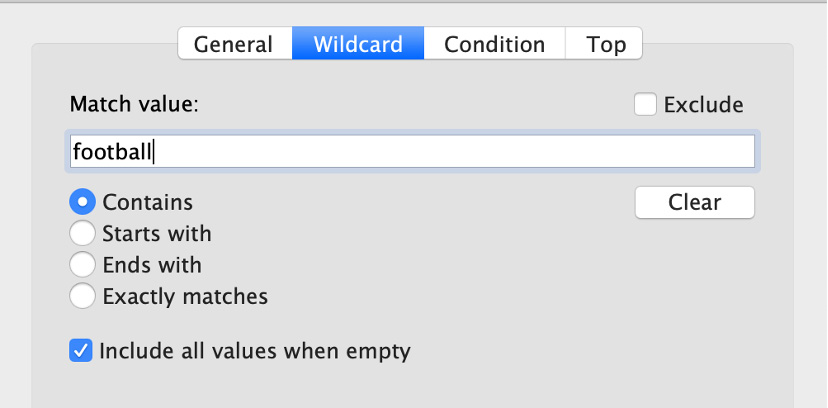 General Wildcard Condition Top
Match value: Exclude
football
Contains Clear
Starts with
Ends with
Exactly matches
Include all values when empty